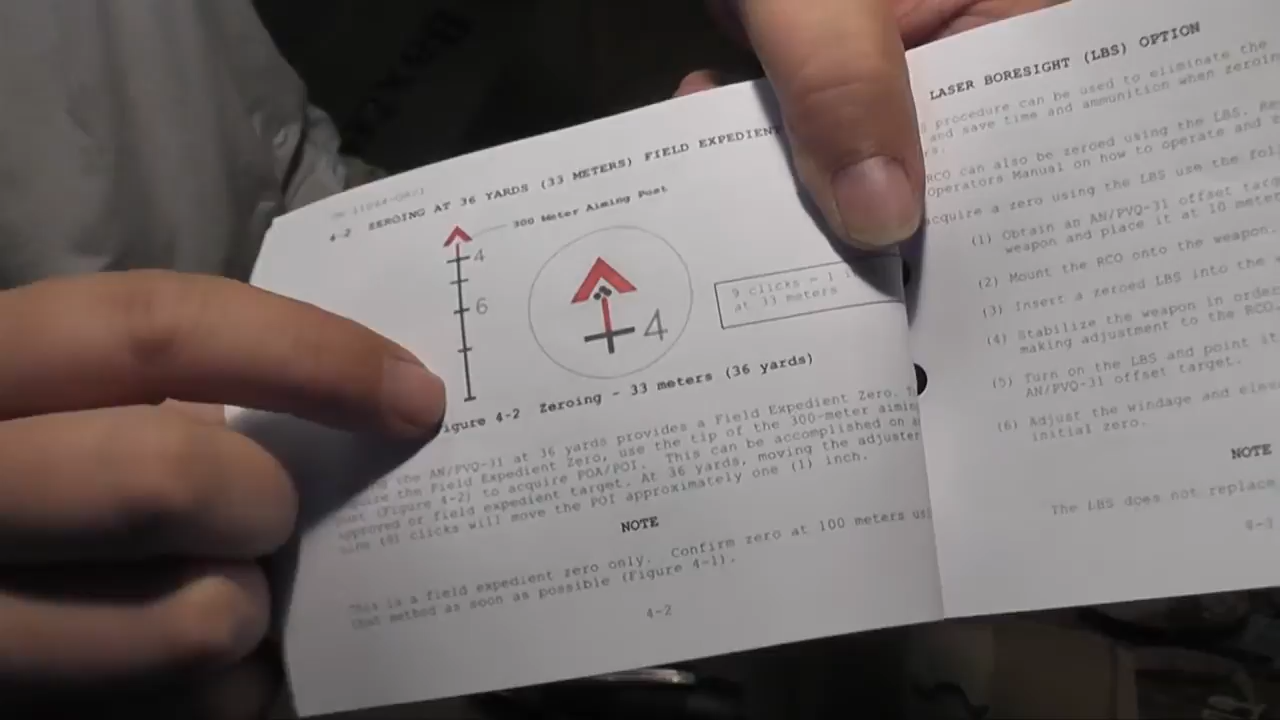 4-2 ZEROING AT 36 YARDS (33 METERS) FIELD EXPEDIENT
300 Meter Aiming Post
4
6
4
9 clicks = 1
at 33 meters
Figure 4-2 Zeroing - 33 meters (36 yards)
the AN/PVQ-31 at 36 yards provides a Field Expedient Zero.
the Field Expedient Zero, use the tip of the 300-meter aiming
(Figure 4-2) to acquire POA/POI. This can be accomplished on
approved or field expedient target. At 36 yards, moving the adjuster
nine (9) clicks will move the POI approximately one (1) inch.
NOTE
This is a field expedient zero only. Confirm zero at 100 meters
method as soon as possible (Figure 4-1).
4-2
LASER BORESIGHT (LBS) OPTION
procedure can be used to eliminate the
and save time and ammunition when zeroing
RCO can also be zeroed using the LBS.
Operators Manual on how to operate and
acquire a zero using the LBS use the
(1) Obtain an AN/PVQ-31 offset
weapon and place it at 10
(2) Mount the RCO onto the weapon.
(3) Insert a zeroed LBS into the
(4) Stabilize the weapon in order
making adjustment to the RCO.
(5) Turn on the LBS and point it
AN/PVQ-31 offset target.
(6) Adjust the windage and
initial zero.
NOTE
The LBS does not replace